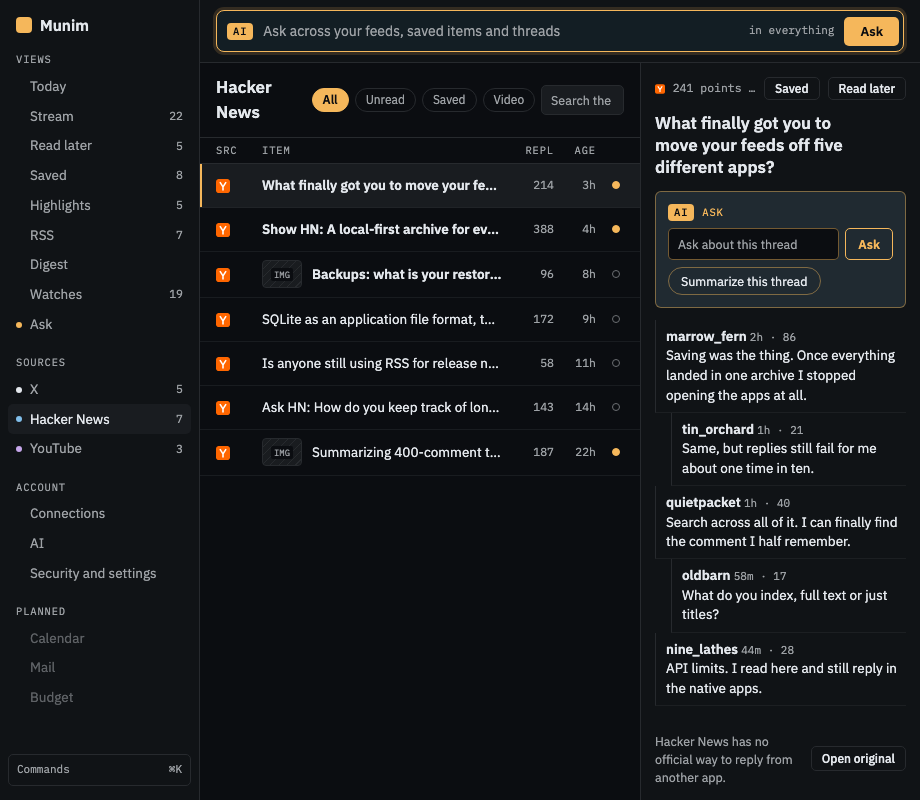 Munim
VIEWS
Today
Stream 22
Read later 5
Saved 8
Highlights 5
RSS 7
Digest
Watches 19
Ask
SOURCES
X 5
Hacker News 7
YouTube 3
ACCOUNT
Connections
AI
Security and settings
PLANNED
Calendar
Mail
Budget
Commands ⌘K
AI Ask across your feeds, saved items and threads in everything Ask
Hacker
News
All Unread Saved Video Search the
SRC ITEM REPL AGE
Y What finally got you to move your fe... 214 3h
Y Show HN: A local-first archive for ev... 388 4h
Y IMG Backups: what is your restor... 96 8h
Y SQLite as an application file format, t... 172 9h
Y Is anyone still using RSS for release n... 58 11h
Y Ask HN: How do you keep track of lon... 143 14h
Y IMG Summarizing 400-comment t... 187 22h
Y 241 points … Saved Read later
What finally got you to
move your feeds off five
different apps?
AI ASK
Ask about this thread Ask
Summarize this thread
marrow_fern 2h · 86
Saving was the thing. Once everything
landed in one archive I stopped
opening the apps at all.
tin_orchard 1h · 21
Same, but replies still fail for me
about one time in ten.
quietpacket 1h · 40
Search across all of it. I can finally find
the comment I half remember.
oldbarn 58m · 17
What do you index, full text or just
titles?
nine_lathes 44m · 28
API limits. I read here and still reply in
the native apps.
Hacker News has no
official way to reply from
another app.
Open original